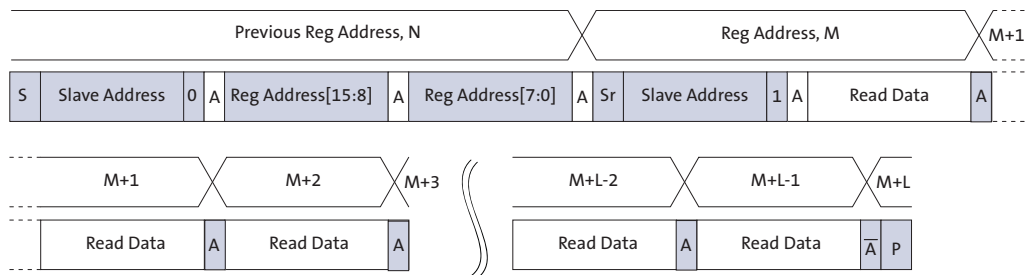 Previous Reg Address, N Reg Address, M M+1
S Slave Address 0 A Reg Address[15:8] A Reg Address[7:0] A Sr Slave Address 1 A Read Data A
M+1 M+2 M+3 M+L-2 M+L-1 M+L
Read Data A Read Data A Read Data A Read Data A̅ P